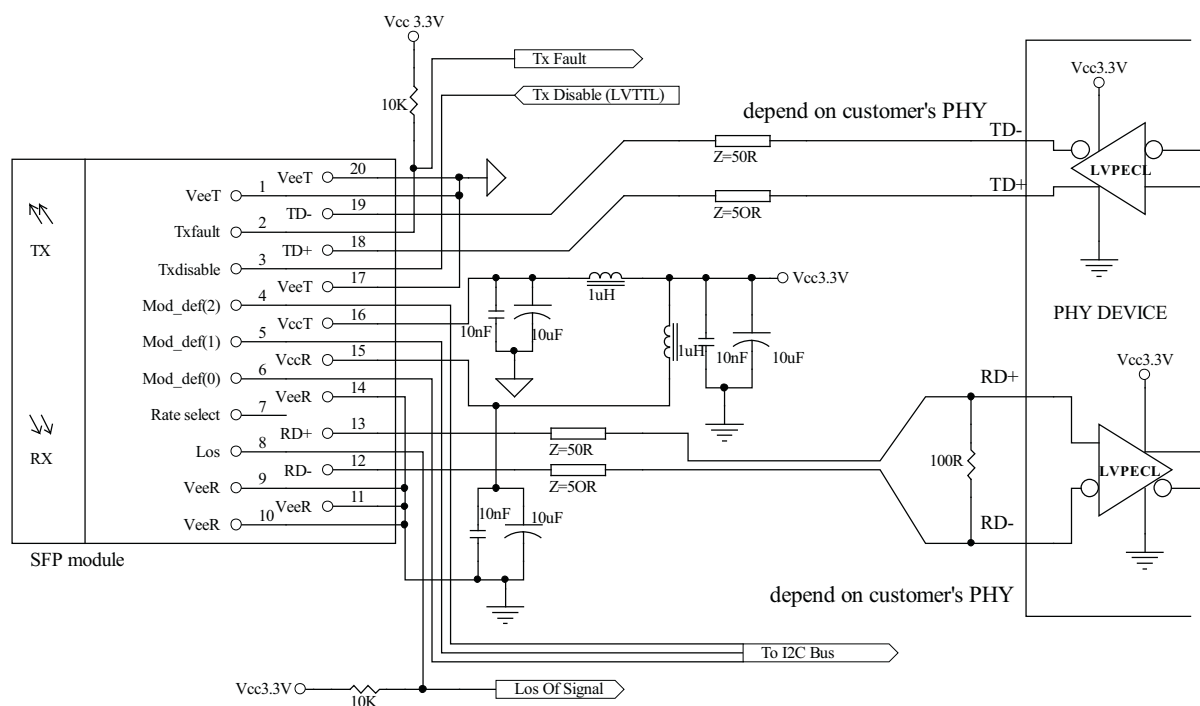 Vcc 3.3V
Tx Fault
Tx Disable (LVTTL)
10K
Vcc3.3V
depend on customer's PHY
TD-
Z=50R
LVPECL
TD+
Z=5OR
20
VeeT
1
VeeT
19
TD-
2
Txfault
18
TD+
3
Txdisable
17
VeeT
4
Mod_def(2)
16
VccT
5
Mod_def(1)
15
VccR
6
Mod_def(0)
14
VeeR
7
Rate select
13
RD+
8
Los
12
RD-
9
VeeR
11
VeeR
10
VeeR
TX
RX
SFP module
Vcc3.3V
1uH
10nF
10uF
1uH
10nF
10uF
PHY DEVICE
Vcc3.3V
RD+
Z=50R
Z=5OR
100R
LVPECL
10nF
10uF
RD-
depend on customer's PHY
To I2C Bus
Vcc3.3V
10K
Los Of Signal